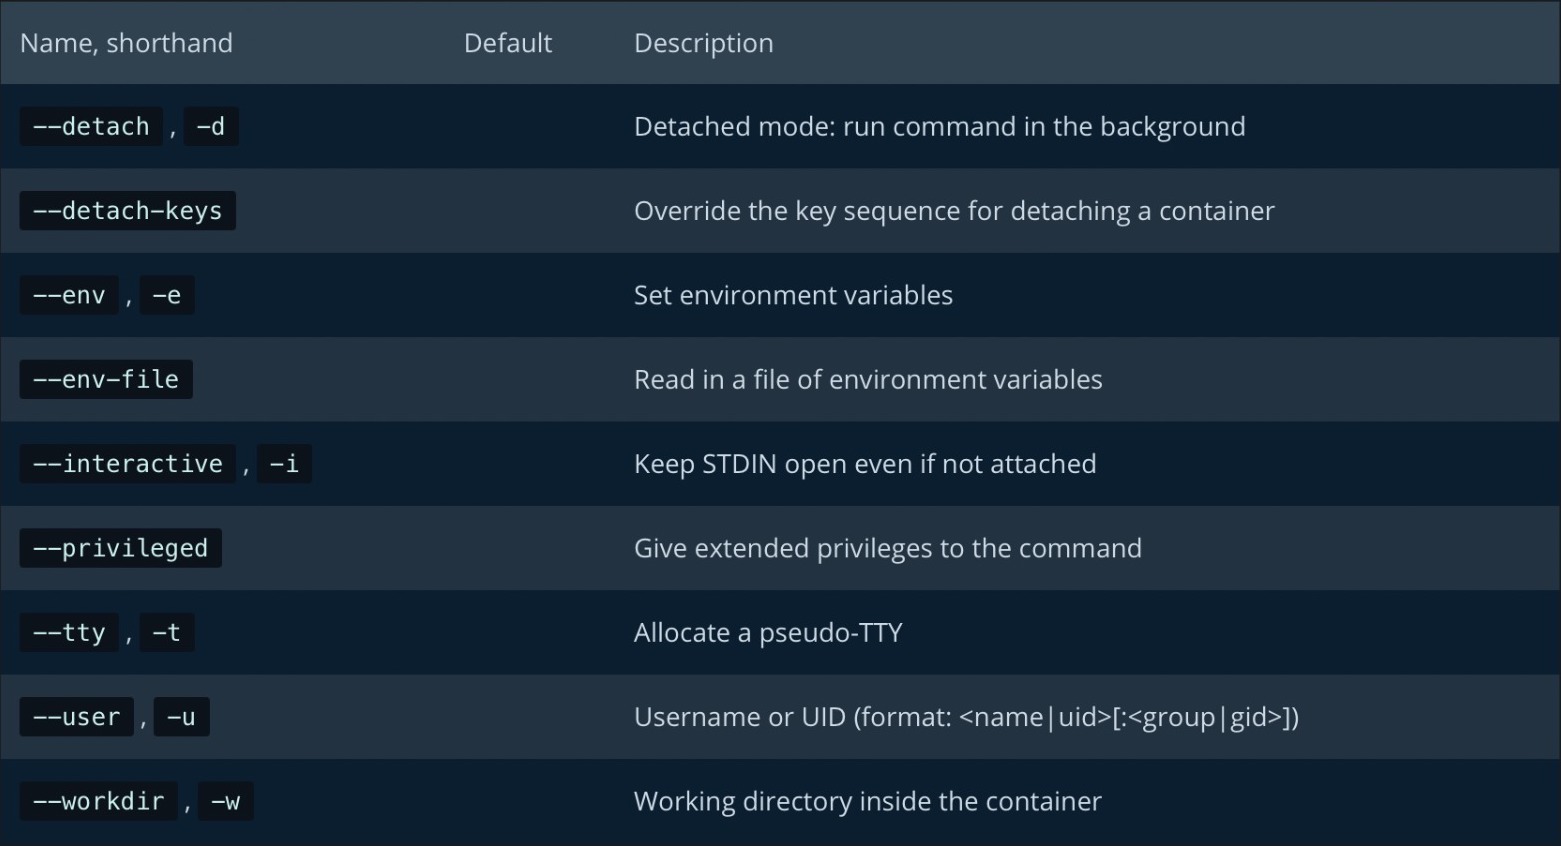 Name, shorthand Default Description
--detach , -d Detached mode: run command in the background
--detach-keys Override the key sequence for detaching a container
--env , -e Set environment variables
--env-file Read in a file of environment variables
--interactive , -i Keep STDIN open even if not attached
--privileged Give extended privileges to the command
--tty , -t Allocate a pseudo-TTY
--user , -u Username or UID (format: <name|uid>[:<group|gid>])
--workdir , -w Working directory inside the container